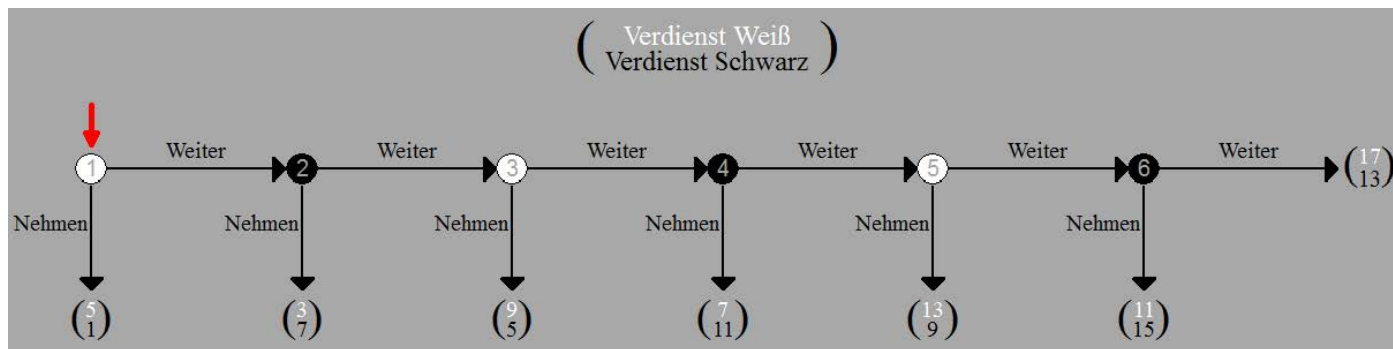 Verdienst Weiß
Verdienst Schwarz
Weiter Weiter Weiter Weiter Weiter Weiter
1 2 3 4 5 6
17
13
Nehmen Nehmen Nehmen Nehmen Nehmen Nehmen
5 3 9 7 13 11
1 7 5 11 9 15